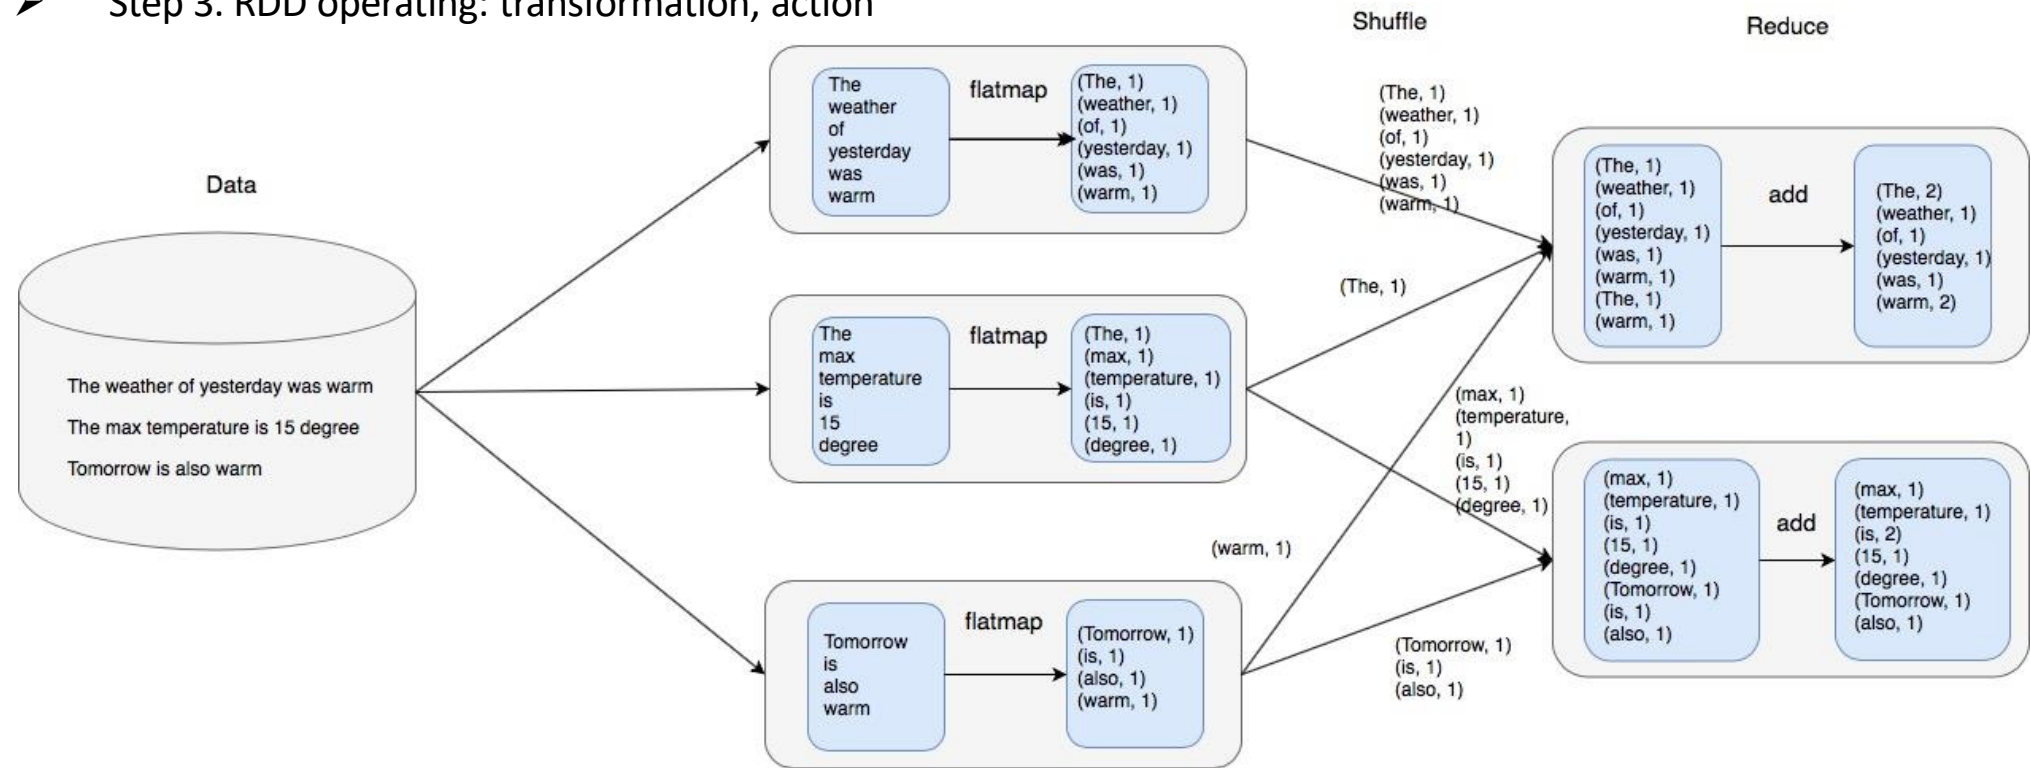 ➤ Step 3: RDD operating: transformation, action
Shuffle
Reduce
Data
The weather of yesterday was warm
The max temperature is 15 degree
Tomorrow is also warm
The
weather
of
yesterday
was
warm
flatmap
(The, 1)
(weather, 1)
(of, 1)
(yesterday, 1)
(was, 1)
(warm, 1)
The
max
temperature
is
15
degree
flatmap
(The, 1)
(max, 1)
(temperature, 1)
(is, 1)
(15, 1)
(degree, 1)
Tomorrow
is
also
warm
flatmap
(Tomorrow, 1)
(is, 1)
(also, 1)
(warm, 1)
(The, 1)
(weather, 1)
(of, 1)
(yesterday, 1)
(was, 1)
(warm, 1)
(The, 1)
(max, 1)
(temperature,
1)
(is, 1)
(15, 1)
(degree, 1)
(warm, 1)
(Tomorrow, 1)
(is, 1)
(also, 1)
(The, 1)
(weather, 1)
(of, 1)
(yesterday, 1)
(was, 1)
(warm, 1)
(The, 1)
(warm, 1)
add
(The, 2)
(weather, 1)
(of, 1)
(yesterday, 1)
(was, 1)
(warm, 2)
(max, 1)
(temperature, 1)
(is, 1)
(15, 1)
(degree, 1)
(Tomorrow, 1)
(is, 1)
(also, 1)
add
(max, 1)
(temperature, 1)
(is, 2)
(15, 1)
(degree, 1)
(Tomorrow, 1)
(also, 1)